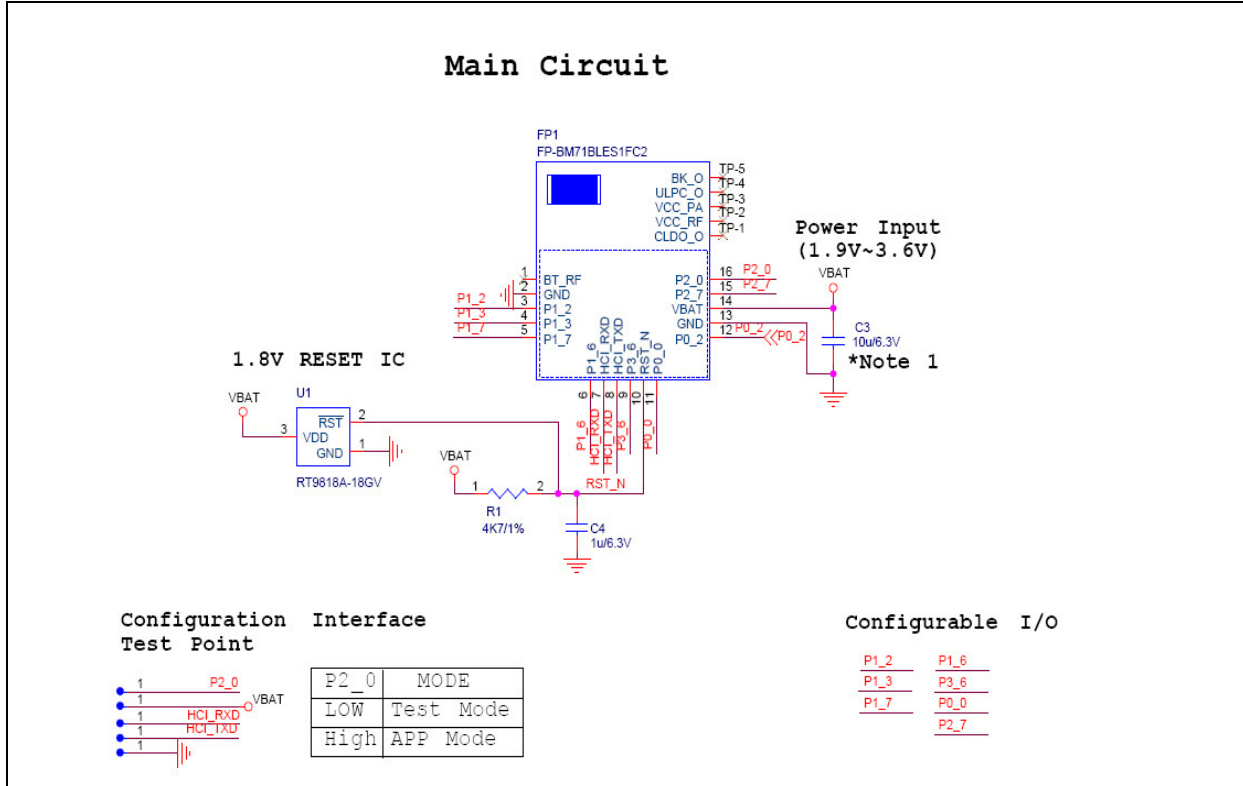 Main Circuit
FP1
FP-BM71BLES1FC2
BK_O TP-5
ULPC_O TP-4
VCC_PA TP-3
VCC_RF TP-2
CLDO_O TP-1
Power Input
(1.9V~3.6V)
VBAT
1 BT_RF
2 GND
P1_2 3 P1_2
P1_3 4 P1_3
P1_7 5 P1_7
P2_0 16 P2_0
P2_7 15 P2_7
VBAT 14
GND 13
P0_2 12 P0_2 P0_2
C3
10u/6.3V
*Note 1
P1_6 HCI_RXD HCI_TXD P3_6 RST_N P0_0
6 7 8 9 10 11
P1_6 HCI_RXD HCI_TXD P3_6 P0_0
RST_N
1.8V RESET IC
VBAT
U1
RST 2
3 VDD
GND 1
RT9818A-18GV
VBAT
1 2
R1
4K7/1%
C4
1u/6.3V
Configuration Interface
Test Point
1 P2_0
1 VBAT
1 HCI_RXD
1 HCI_TXD
1
P2_0 MODE
LOW Test Mode
High APP Mode
Configurable I/O
P1_2 P1_6
P1_3 P3_6
P1_7 P0_0
P2_7